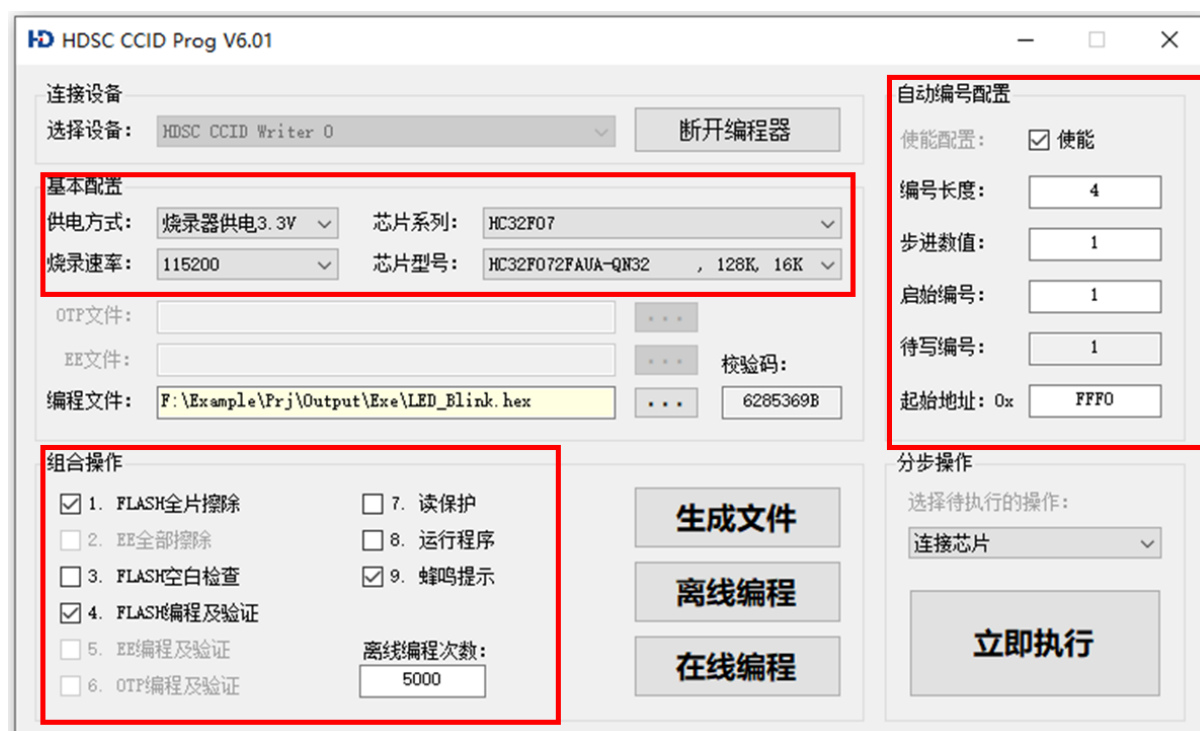 HDSC CCID Prog V6.01
连接设备
选择设备: HDSC CCID Writer 0 断开编程器
基本配置
供电方式: 烧录器供电3.3V 芯片系列: HC32F07
烧录速率: 115200 芯片型号: HC32F072FAUA-QN32 , 128K, 16K
OTP文件: ...
EE文件: ... 校验码:
编程文件: F:\Example\Prj\Output\Exe\LED_Blink.hex ... 6285369B
自动编号配置
使能配置: 使能
编号长度: 4
步进数值: 1
启始编号: 1
待写编号: 1
起始地址: 0x FFF0
组合操作
1. FLASH全片擦除
2. EE全部擦除
3. FLASH空白检查
4. FLASH编程及验证
5. EE编程及验证
6. OTP编程及验证
7. 读保护
8. 运行程序
9. 蜂鸣提示
离线编程次数:
5000
生成文件
离线编程
在线编程
分步操作
选择待执行的操作:
连接芯片
立即执行